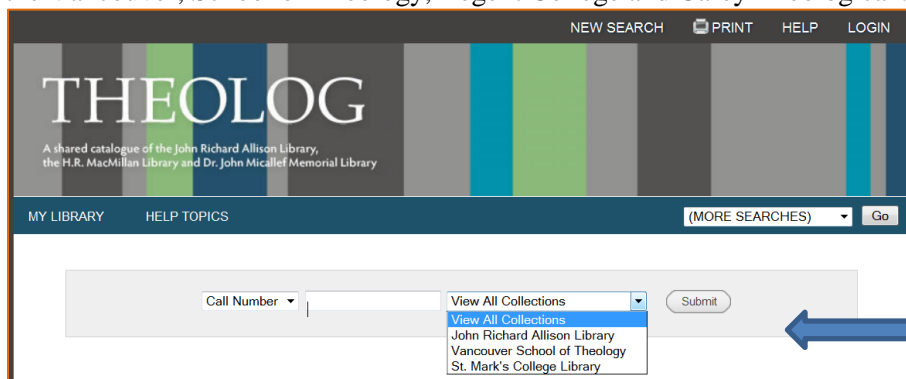 NEW SEARCH PRINT HELP LOGIN
THEOLOG
A shared catalogue of the John Richard Allison Library,
the H.R. MacMillan Library and Dr. John Micallef Memorial Library
MY LIBRARY HELP TOPICS (MORE SEARCHES) Go
Call Number View All Collections Submit
View All Collections
John Richard Allison Library
Vancouver School of Theology
St. Mark's College Library